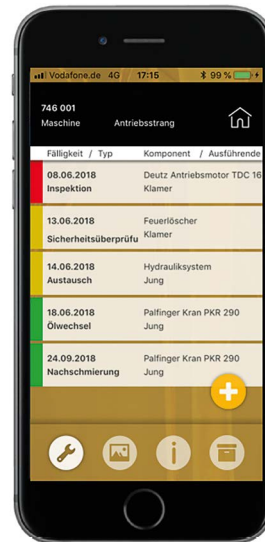 Vodafone.de 4G 17:15 99 %
746 001
Maschine Antriebsstrang
Fälligkeit / Typ Komponent / Ausführende
08.06.2018 Deutz Antriebsmotor TDC 16
Inspektion Klamer
13.06.2018 Feuerlöscher
Sicherheitsüberprüfu Klamer
14.06.2018 Hydrauliksystem
Austausch Jung
18.06.2018 Palfinger Kran PKR 290
Ölwechsel Jung
24.09.2018 Palfinger Kran PKR 290
Nachschmierung Jung